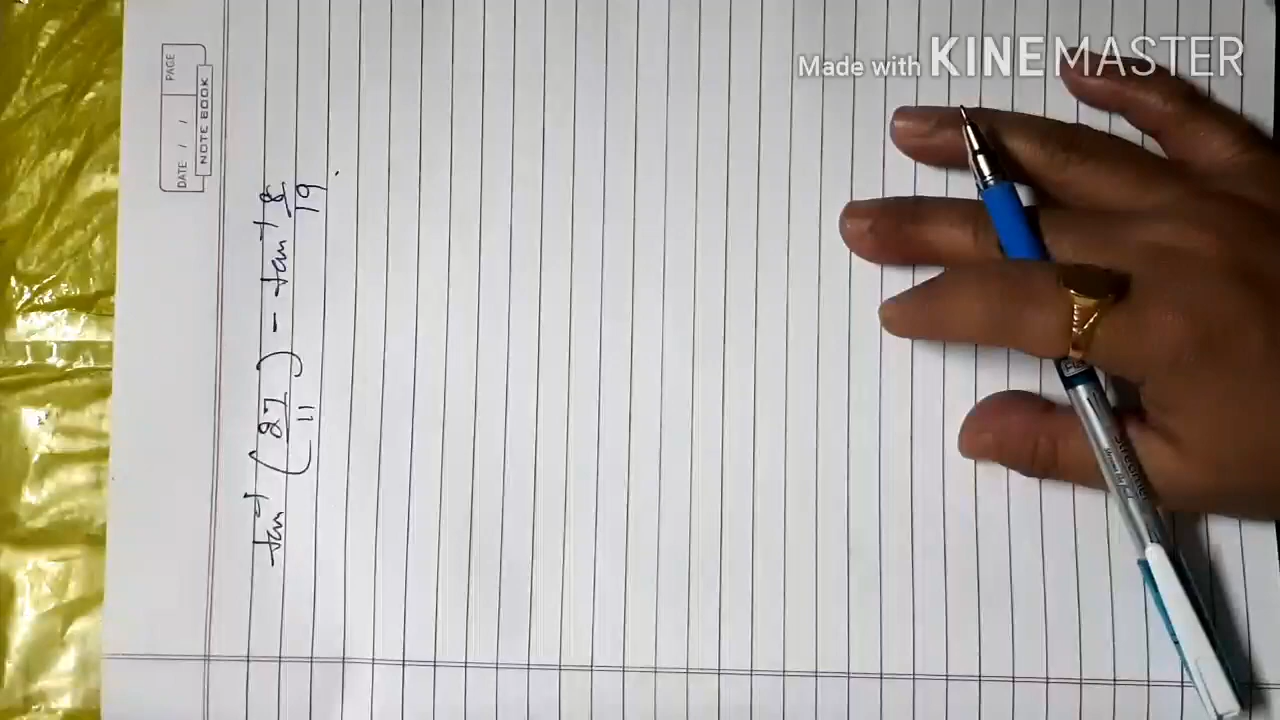 Made with KINEMASTER
PAGE
DATE / /
NOTE BOOK
tan⁻¹ (27/11) - tan⁻¹ 8/19